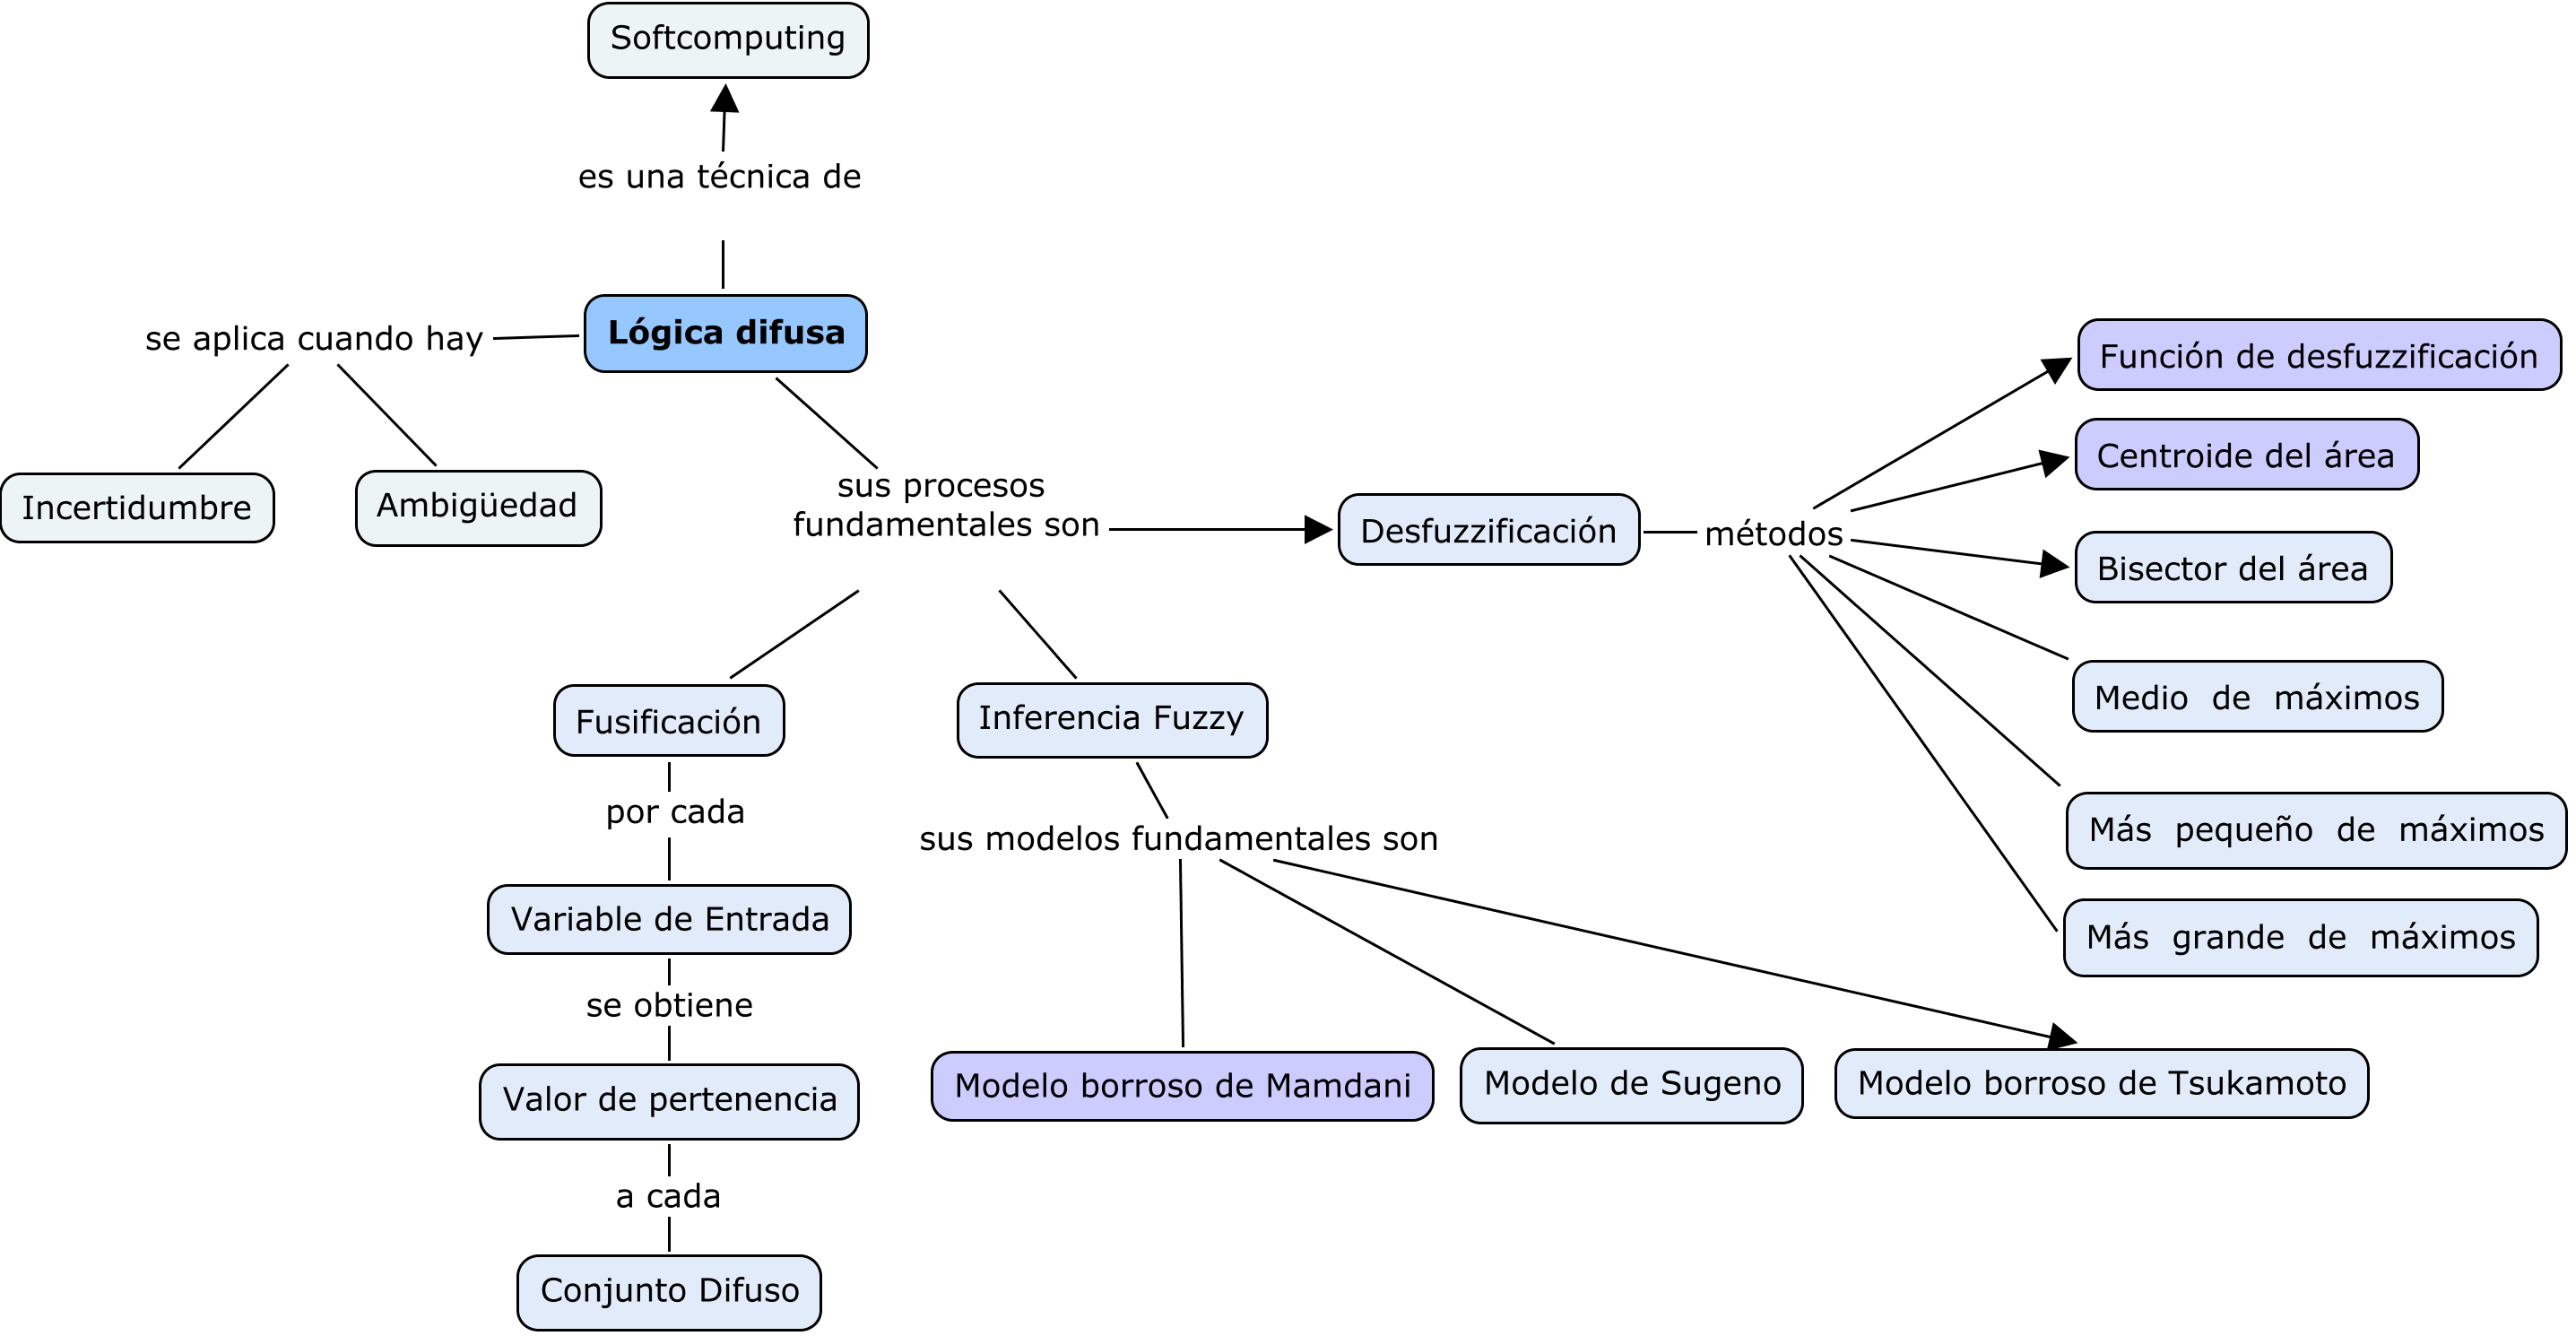 Softcomputing
es una técnica de
Lógica difusa
se aplica cuando hay
Incertidumbre
Ambigüedad
sus procesos
fundamentales son
Desfuzzificación
métodos
Función de desfuzzificación
Centroide del área
Bisector del área
Medio de máximos
Más pequeño de máximos
Más grande de máximos
Fusificación
por cada
Variable de Entrada
se obtiene
Valor de pertenencia
a cada
Conjunto Difuso
Inferencia Fuzzy
sus modelos fundamentales son
Modelo borroso de Mamdani
Modelo de Sugeno
Modelo borroso de Tsukamoto